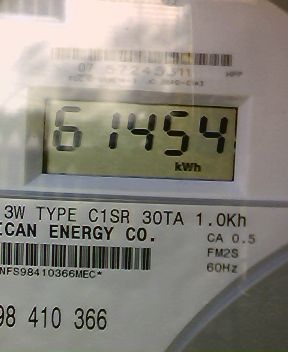 61454
kWh
3W TYPE C1SR 30TA 1.0Kh
ICAN ENERGY CO.
CA 0.5
FM2S
60Hz
NFS98410366MEC*
98 410 366